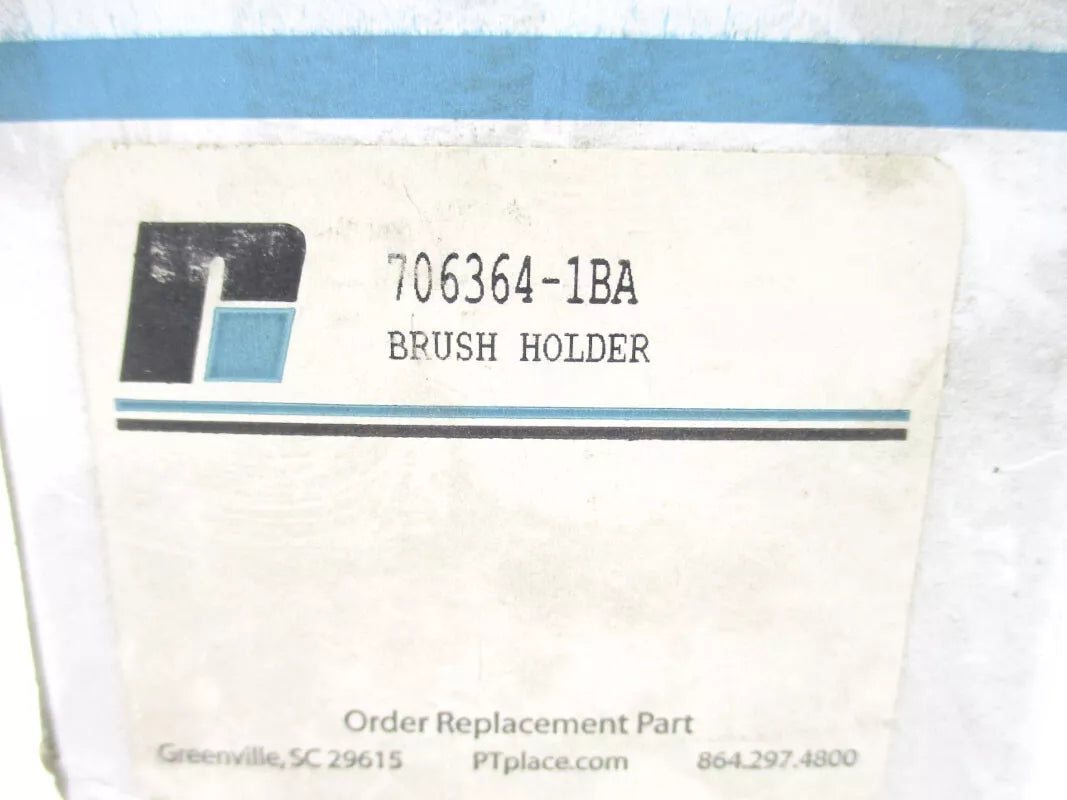 706364-1BA
BRUSH HOLDER
Order Replacement Part
Greenville, SC 29615 PTplace.com 864.297.4800